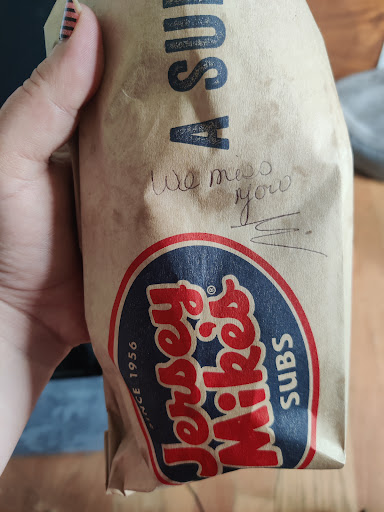 A SU
We miss
you
SINCE 1956
Jersey
Mike's®
SUBS